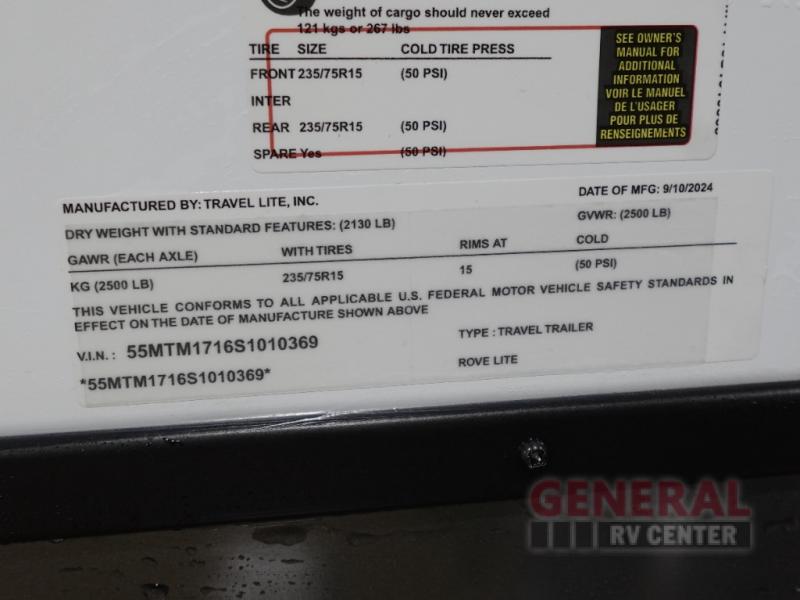 The weight of cargo should never exceed
121 kgs or 267 lbs
TIRE SIZE COLD TIRE PRESS
FRONT 235/75R15 (50 PSI)
INTER
REAR 235/75R15 (50 PSI)
SPARE Yes (50 PSI)
SEE OWNER'S
MANUAL FOR
ADDITIONAL
INFORMATION
VOIR LE MANUEL
DE L'USAGER
POUR PLUS DE
RENSEIGNEMENTS
MANUFACTURED BY: TRAVEL LITE, INC. DATE OF MFG: 9/10/2024
DRY WEIGHT WITH STANDARD FEATURES: (2130 LB) GVWR: (2500 LB)
GAWR (EACH AXLE) WITH TIRES RIMS AT COLD
KG (2500 LB) 235/75R15 15 (50 PSI)
THIS VEHICLE CONFORMS TO ALL APPLICABLE U.S. FEDERAL MOTOR VEHICLE SAFETY STANDARDS IN
EFFECT ON THE DATE OF MANUFACTURE SHOWN ABOVE
V.I.N. : 55MTM1716S1010369 TYPE : TRAVEL TRAILER
*55MTM1716S1010369* ROVE LITE
GENERAL
RV CENTER